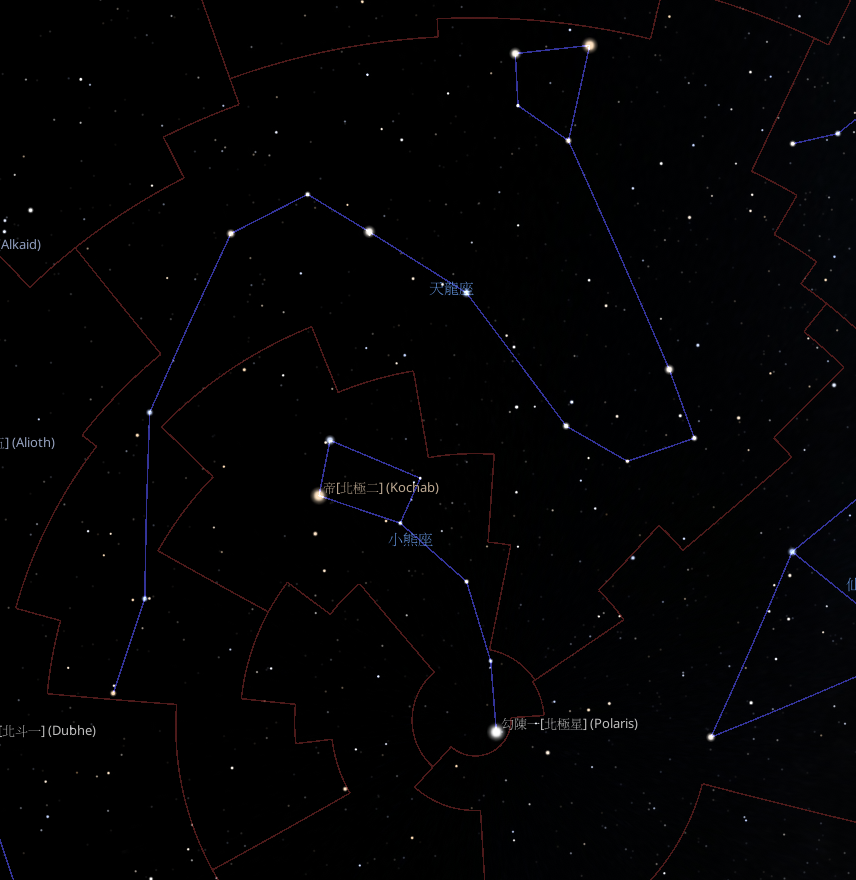 Alkaid)
天龍座
] (Alioth)
帝[北極二] (Kochab)
小熊座
仙
勾陳一[北極星] (Polaris)
[北斗一] (Dubhe)